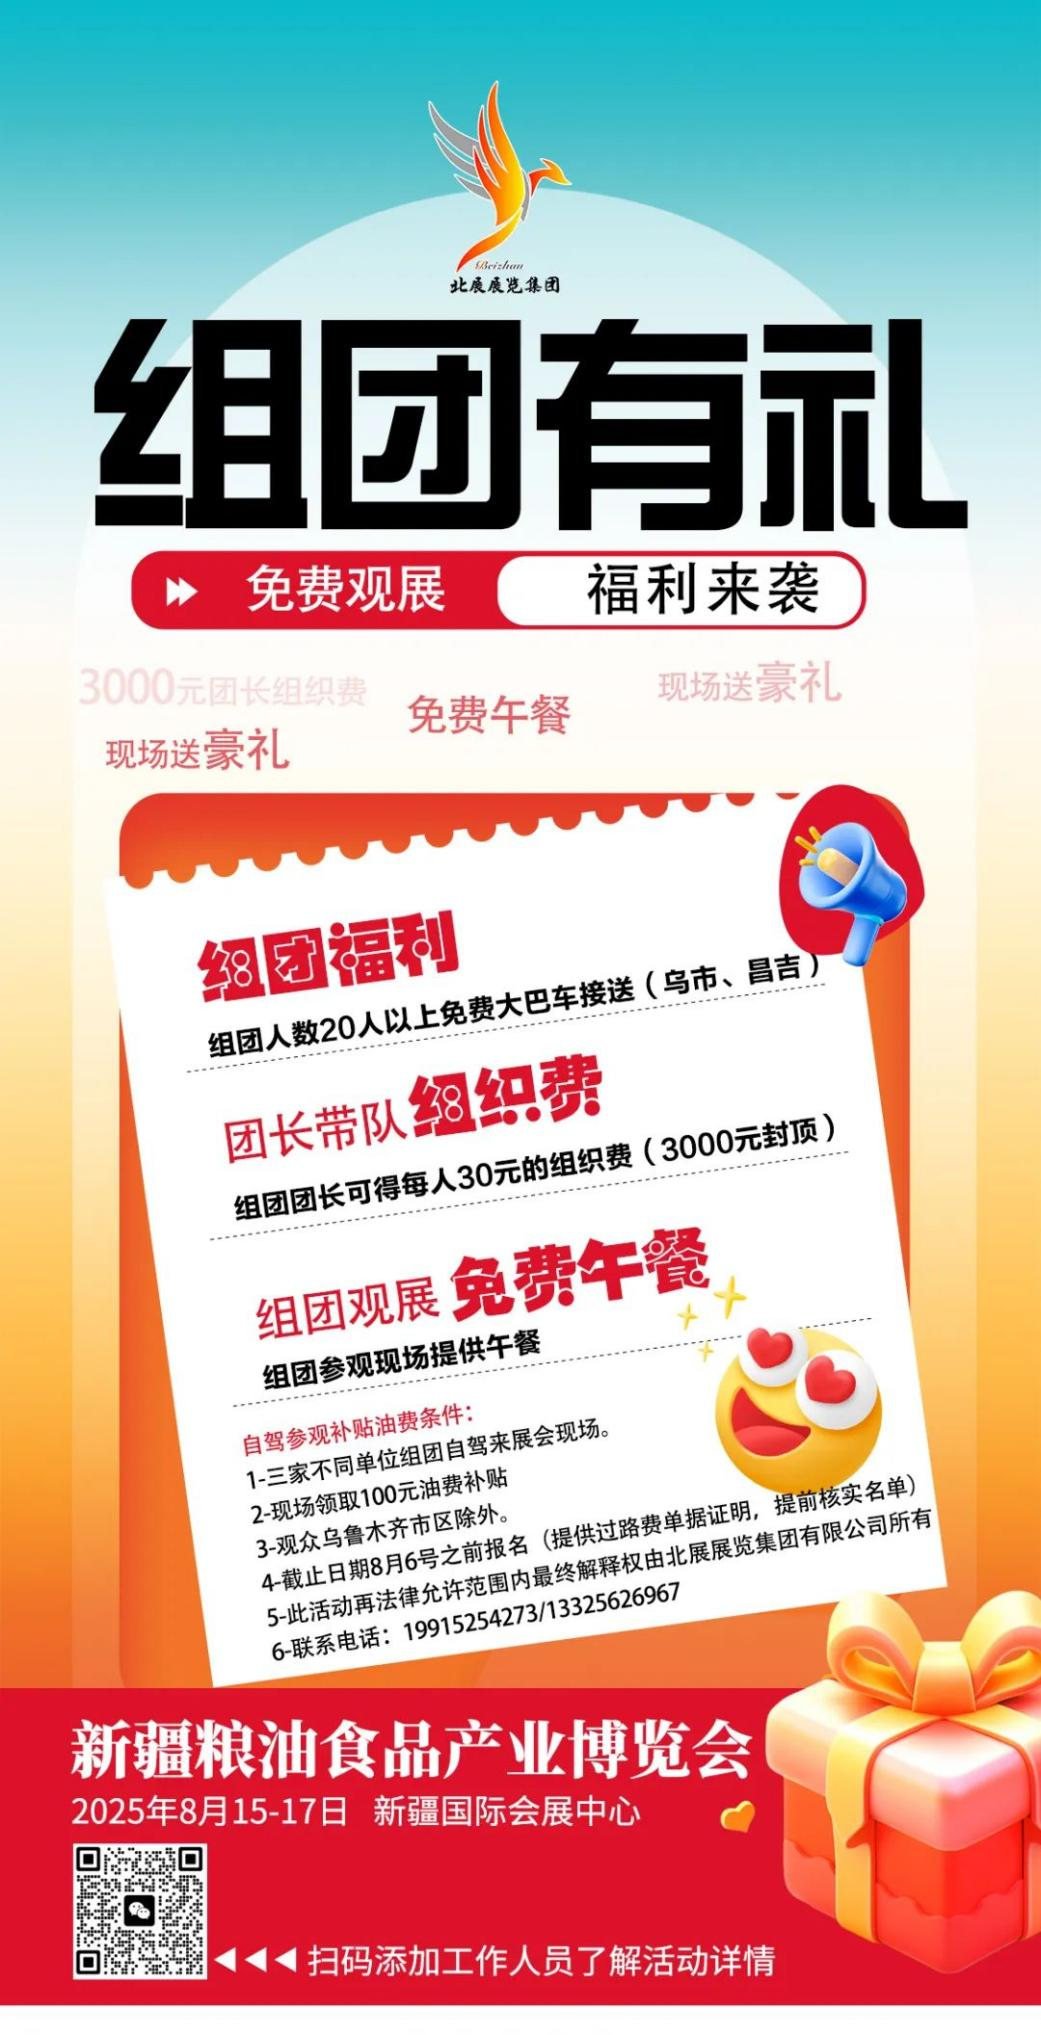 Beizhan
北展展览集团
组团有礼
免费观展 福利来袭
3000元团长组织费
免费午餐
现场送豪礼
现场送豪礼
组团福利
组团人数20人以上免费大巴车接送（乌市、昌吉）
团长带队组织费
组团团长可得每人30元的组织费（3000元封顶）
组团观展免费午餐
组团参观现场提供午餐
自驾参观补贴油费条件：
1-三家不同单位组团自驾来展会现场。
2-现场领取100元油费补贴
3-观众乌鲁木齐市区除外。
4-截止日期8月6号之前报名（提供过路费单据证明，提前核实名单）
5-此活动再法律允许范围内最终解释权由北展展览集团有限公司所有
6-联系电话：19915254273/13325626967
新疆粮油食品产业博览会
2025年8月15-17日 新疆国际会展中心
扫码添加工作人员了解活动详情